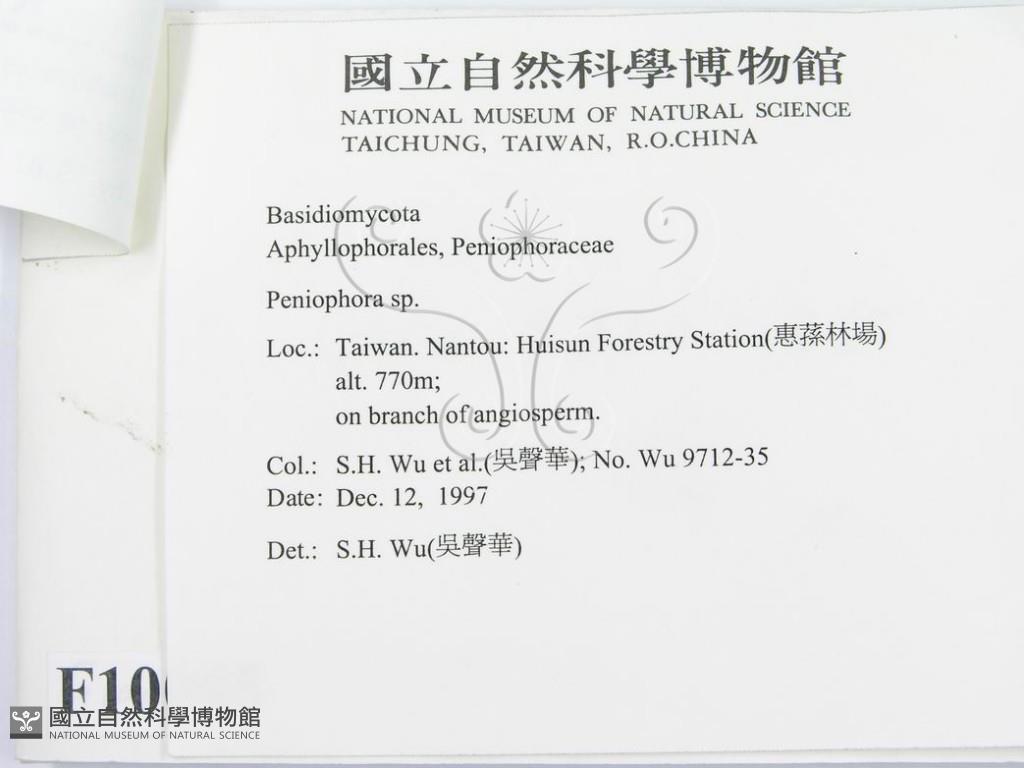 國立自然科學博物館
NATIONAL MUSEUM OF NATURAL SCIENCE
TAICHUNG, TAIWAN, R.O.CHINA
Basidiomycota
Aphyllophorales, Peniophoraceae
Peniophora sp.
Loc.: Taiwan. Nantou: Huisun Forestry Station(惠蓀林場)
alt. 770m;
on branch of angiosperm.
Col.: S.H. Wu et al.(吳聲華); No. Wu 9712-35
Date: Dec. 12, 1997
Det.: S.H. Wu(吳聲華)
F10
國立自然科學博物館
NATIONAL MUSEUM OF NATURAL SCIENCE